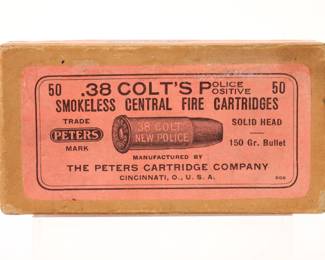 50 .38 COLT'S POLICE POSITIVE 50
SMOKELESS CENTRAL FIRE CARTRIDGES
TRADE
PETERS
MARK
.38 COLT
NEW POLICE
SOLID HEAD
150 Gr. Bullet
MANUFACTURED BY
THE PETERS CARTRIDGE COMPANY
CINCINNATI, O., U. S. A.